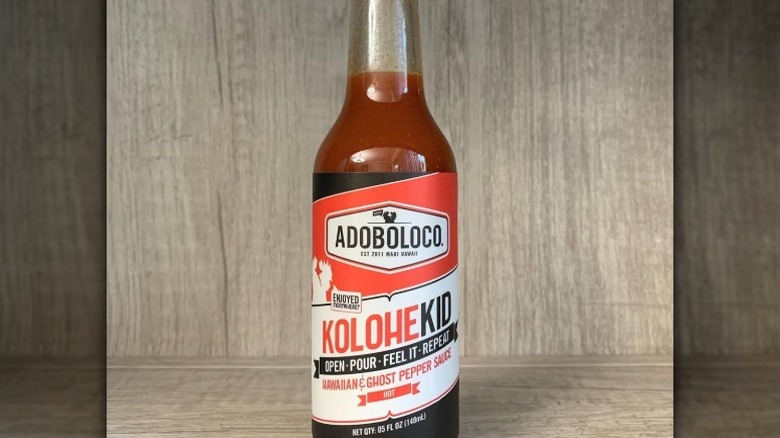 ADOBOLOCO.
EST 2011 MAUI HAWAII
ENJOYED
EVERYWHERE!
KOLOHEKID
OPEN · POUR · FEEL IT · REPEAT
HAWAIIAN & GHOST PEPPER SAUCE
HOT
NET QTY: 05 FL OZ (148mL)